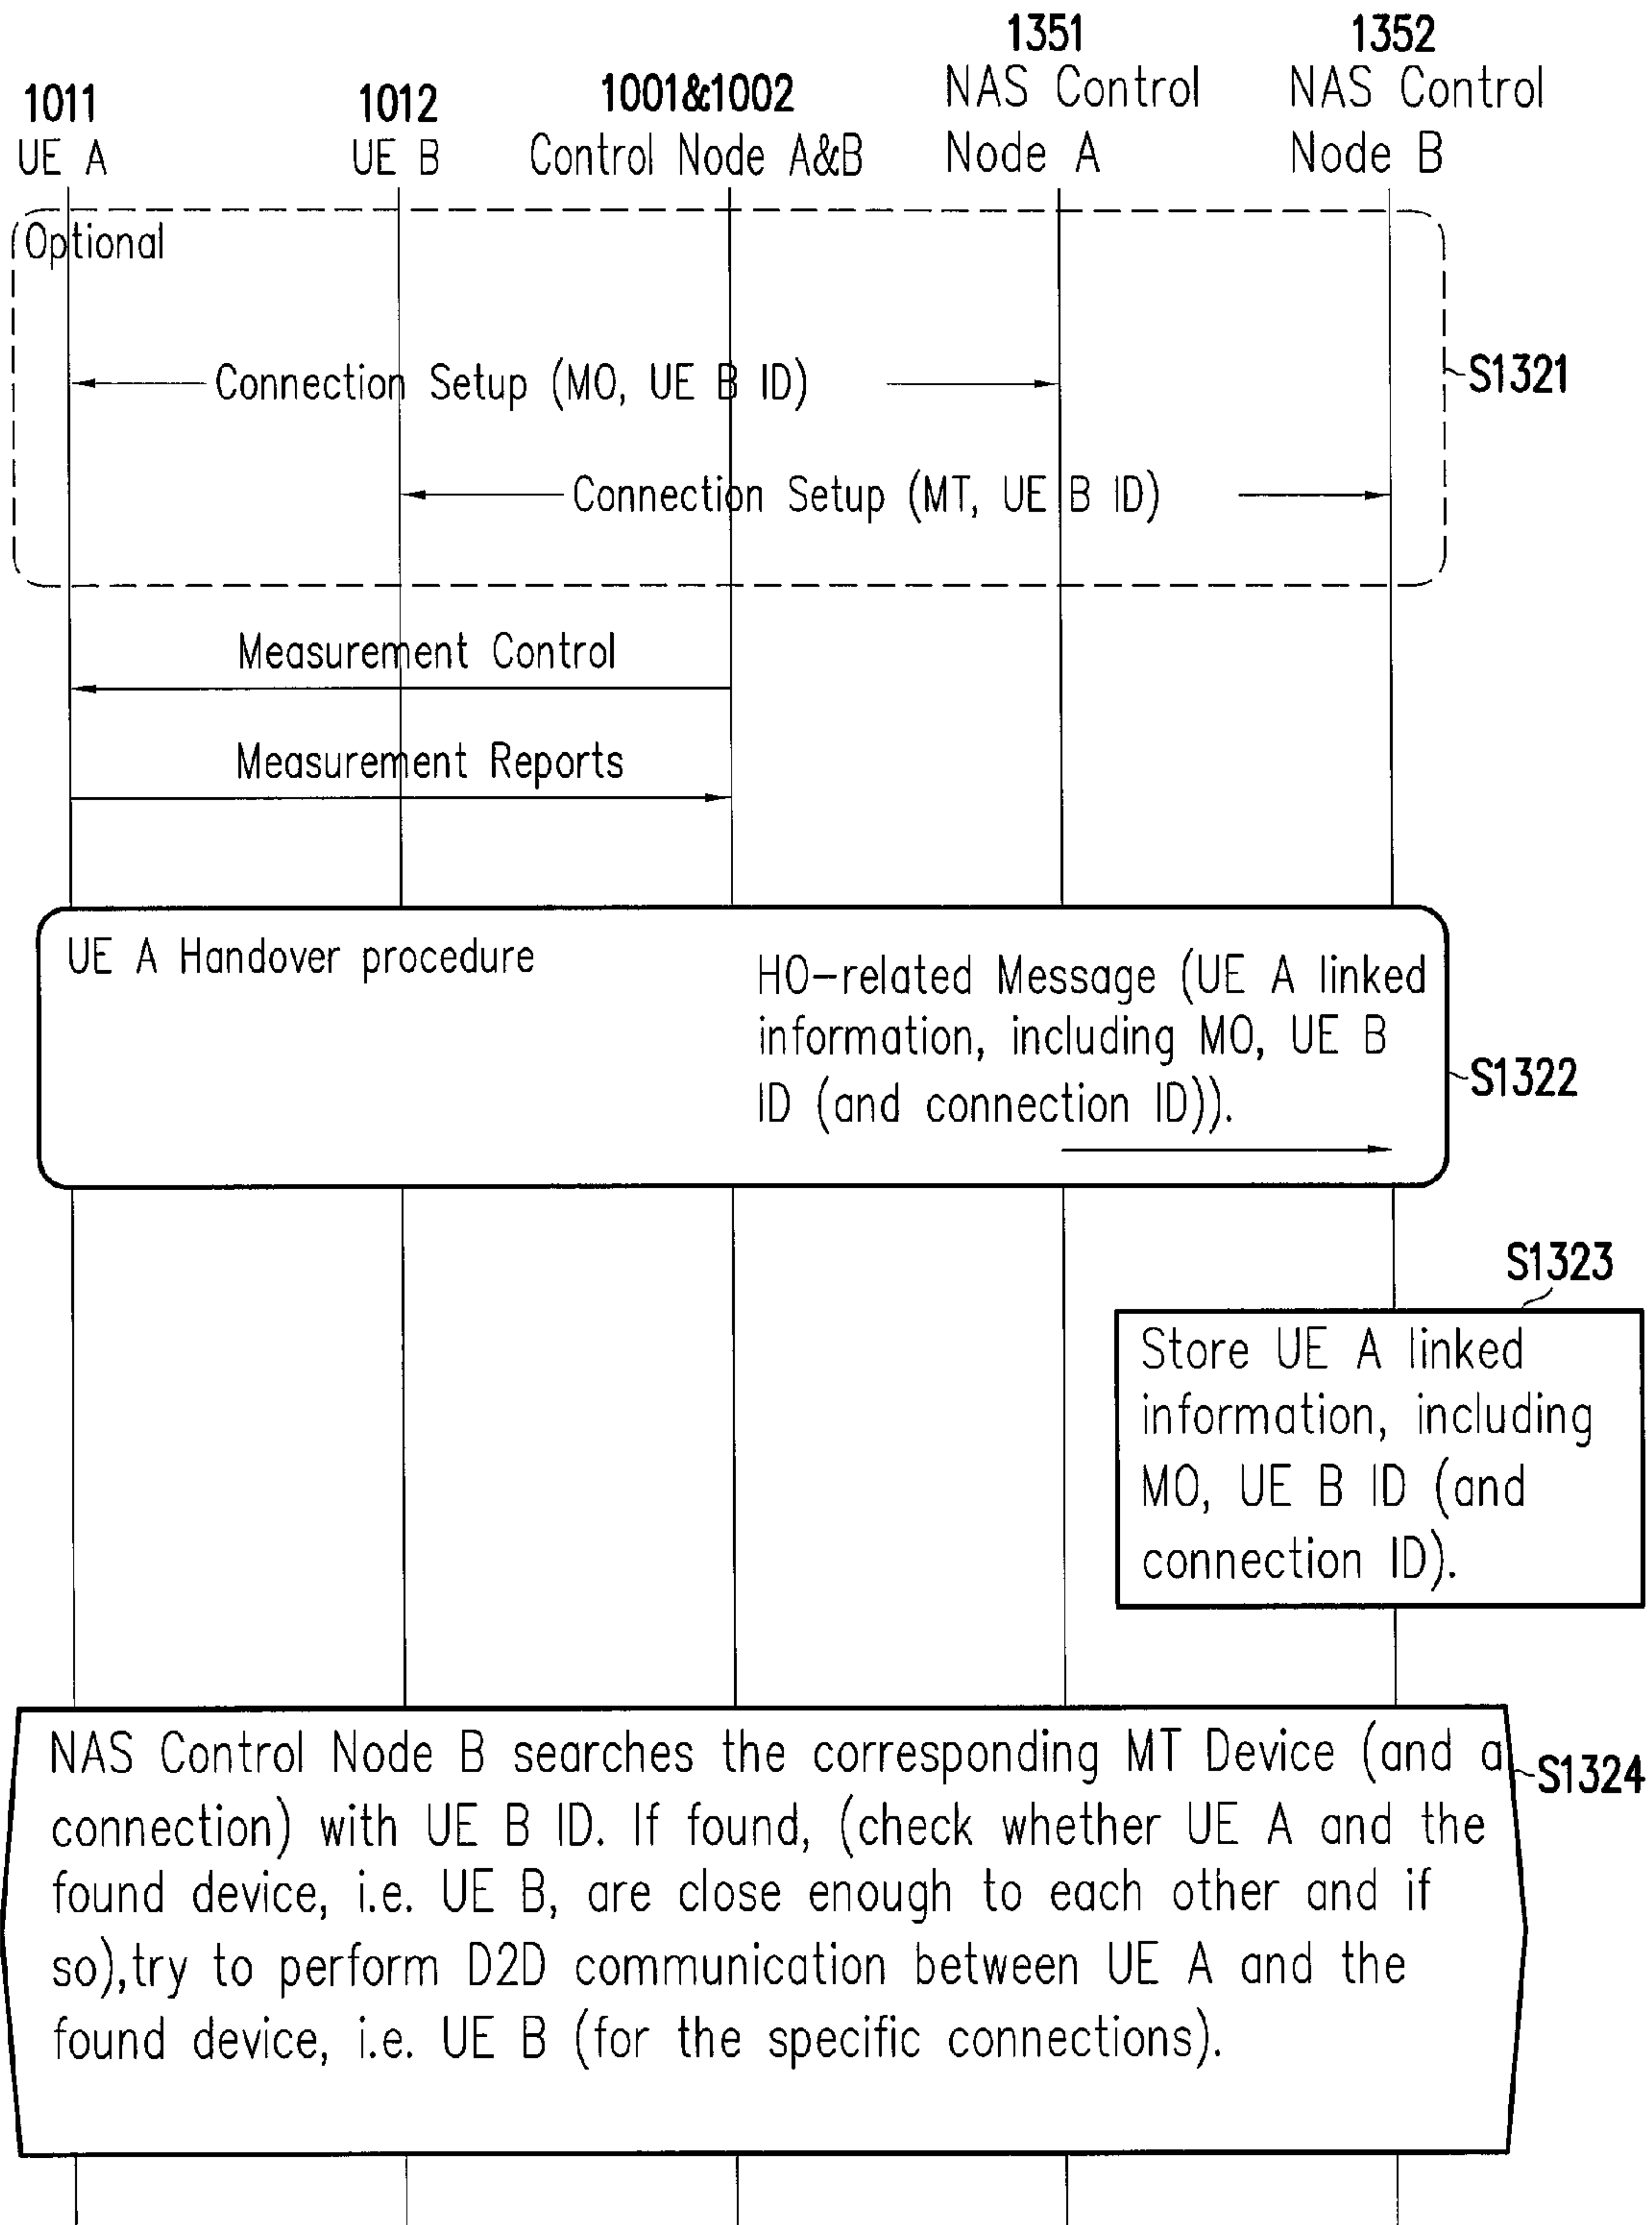 1011
UE A
1012
UE B
1001&1002
Control Node A&B
1351
NAS Control
Node A
1352
NAS Control
Node B
Optional
Connection Setup (MO, UE B ID)
S1321
Connection Setup (MT, UE B ID)
Measurement Control
Measurement Reports
UE A Handover procedure
HO-related Message (UE A linked
information, including MO, UE B
ID (and connection ID)).
S1322
S1323
Store UE A linked
information, including
MO, UE B ID (and
connection ID).
NAS Control Node B searches the corresponding MT Device (and a
connection) with UE B ID. If found, (check whether UE A and the
found device, i.e. UE B, are close enough to each other and if
so),try to perform D2D communication between UE A and the
found device, i.e. UE B (for the specific connections).
S1324